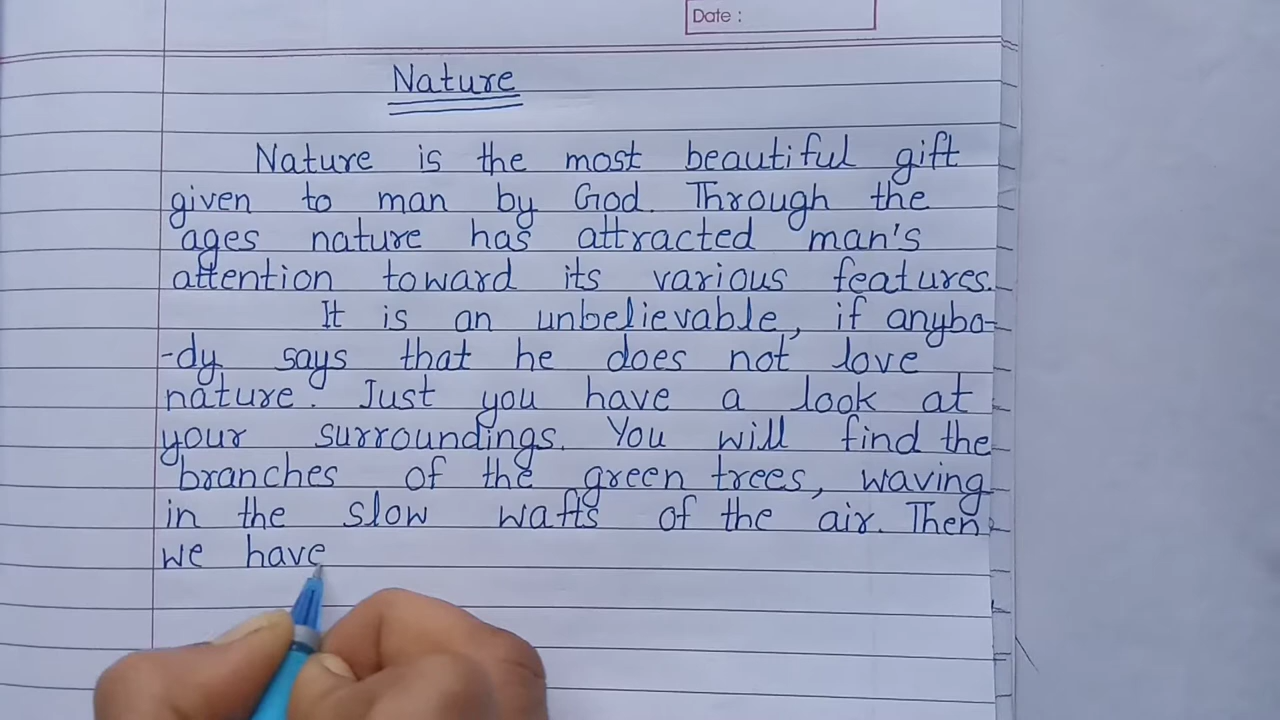 Date :
Nature
Nature is the most beautiful gift
given to man by God. Through the
ages nature has attracted man's
attention toward its various features.
It is an unbelievable, if anybo-
-dy says that he does not love
nature. Just you have a look at
your surroundings. You will find the
branches of the green trees, waving
in the slow wafts of the air. Then
we have